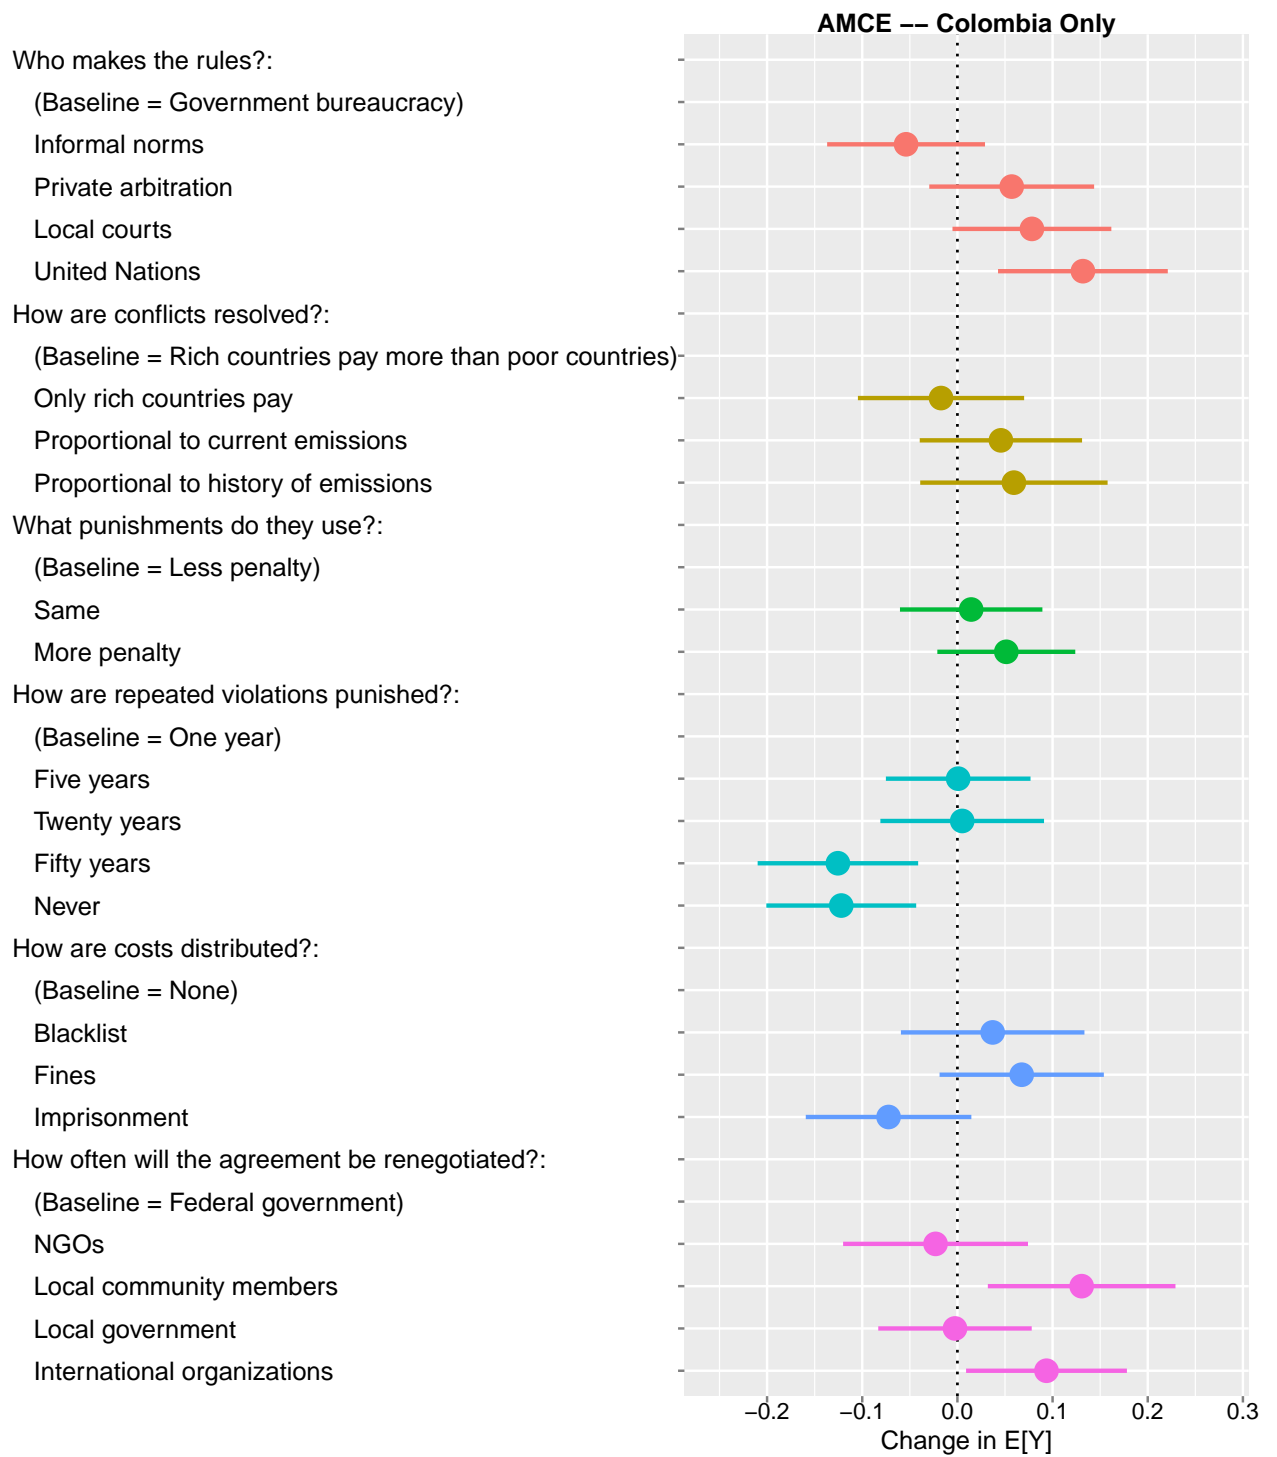 AMCE −− Colombia Only
Who makes the rules?:
(Baseline = Government bureaucracy)
Informal norms
Private arbitration
Local courts
United Nations
How are conflicts resolved?:
(Baseline = Rich countries pay more than poor countries)
Only rich countries pay
Proportional to current emissions
Proportional to history of emissions
What punishments do they use?:
(Baseline = Less penalty)
Same
More penalty
How are repeated violations punished?:
(Baseline = One year)
Five years
Twenty years
Fifty years
Never
How are costs distributed?:
(Baseline = None)
Blacklist
Fines
Imprisonment
How often will the agreement be renegotiated?:
(Baseline = Federal government)
NGOs
Local community members
Local government
International organizations
−0.2 −0.1 0.0 0.1 0.2 0.3
Change in E[Y]